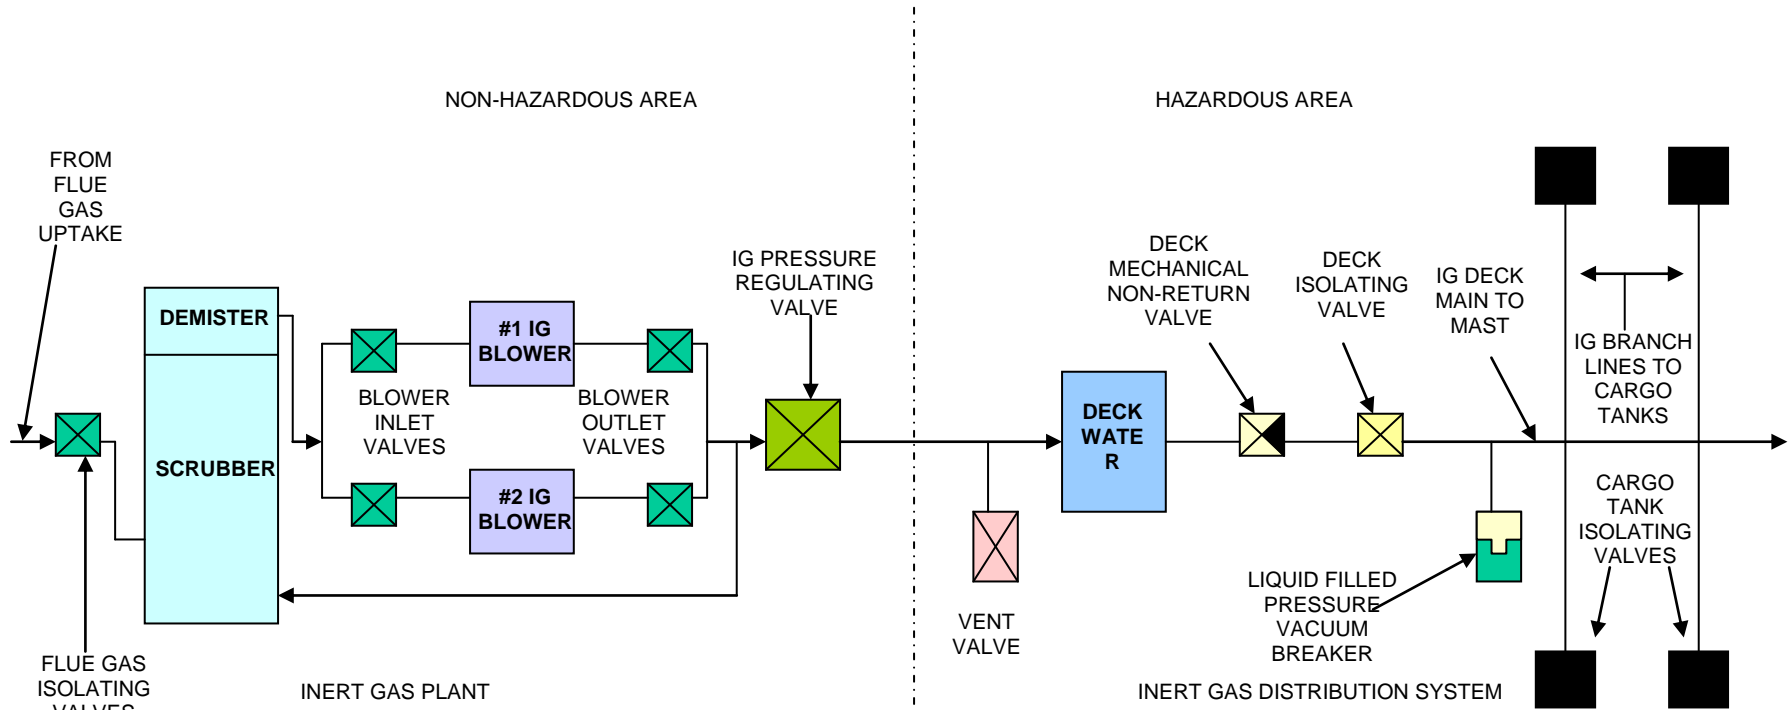 NON-HAZARDOUS AREA
HAZARDOUS AREA
FROM
FLUE
GAS
UPTAKE
DEMISTER
SCRUBBER
#1 IG
BLOWER
BLOWER
INLET
VALVES
BLOWER
OUTLET
VALVES
#2 IG
BLOWER
IG PRESSURE
REGULATING
VALVE
DECK
MECHANICAL
NON-RETURN
VALVE
DECK
ISOLATING
VALVE
IG DECK
MAIN TO
MAST
IG BRANCH
LINES TO
CARGO
TANKS
DECK
WATE
R
CARGO
TANK
ISOLATING
VALVES
VENT
VALVE
LIQUID FILLED
PRESSURE
VACUUM
BREAKER
FLUE GAS
ISOLATING
VALVES
INERT GAS PLANT
INERT GAS DISTRIBUTION SYSTEM